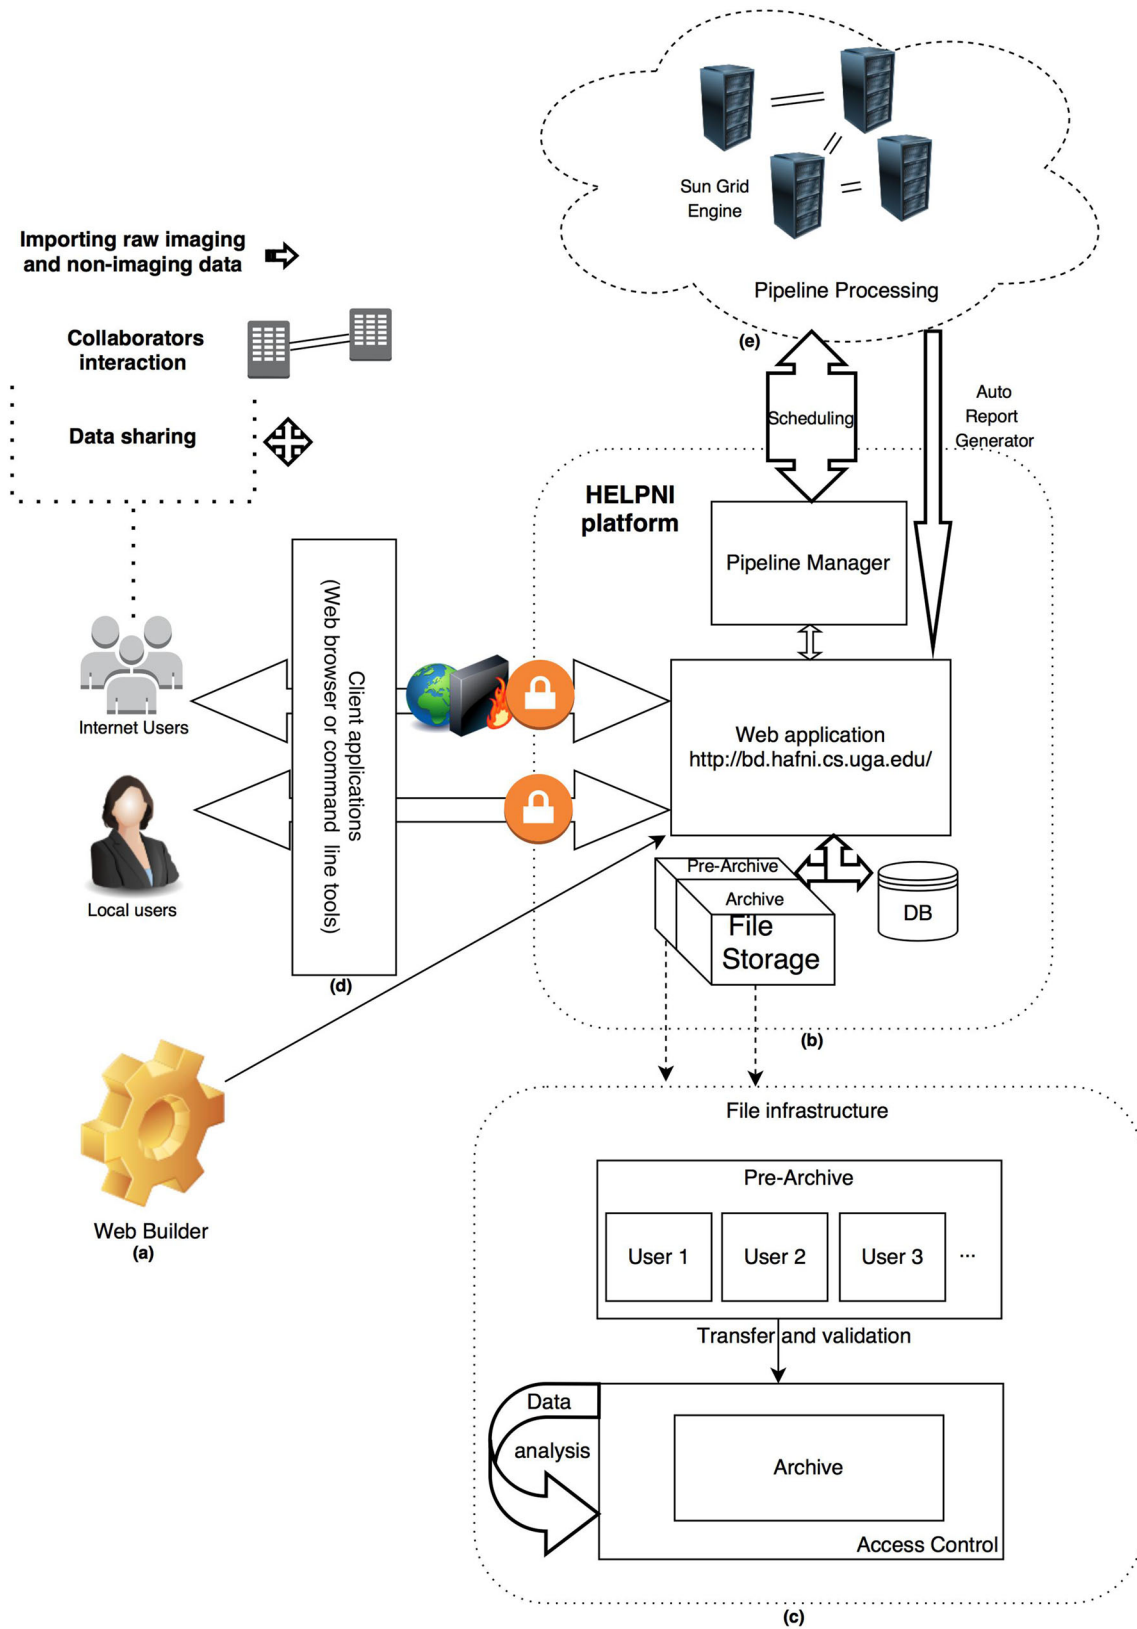 Sun Grid
Engine
Pipeline Processing
(e)
Importing raw imaging
and non-imaging data
Collaborators
interaction
Data sharing
Scheduling
Auto
Report
Generator
HELPNI
platform
Pipeline Manager
Client applications
(Web browser or command line tools)
(d)
Internet Users
Local users
Web application
http://bd.hafni.cs.uga.edu/
Pre-Archive
Archive
File
Storage
DB
(b)
Web Builder
(a)
File infrastructure
Pre-Archive
User 1
User 2
User 3
...
Transfer and validation
Data
analysis
Archive
Access Control
(c)